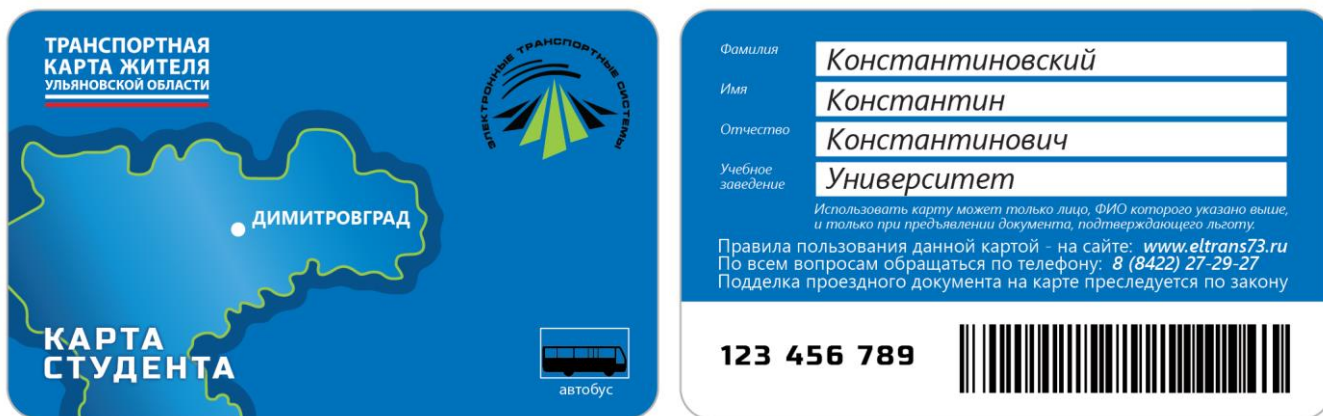 ТРАНСПОРТНАЯ
КАРТА ЖИТЕЛЯ
УЛЬЯНОВСКОЙ ОБЛАСТИ
ЭЛЕКТРОННЫЕ ТРАНСПОРТНЫЕ СИСТЕМЫ
ДИМИТРОВГРАД
КАРТА
СТУДЕНТА
автобус
Фамилия Константиновский
Имя Константин
Отчество Константинович
Учебное заведение Университет
Использовать карту может только лицо, ФИО которого указано выше,
и только при предъявлении документа, подтверждающего льготу.
Правила пользования данной картой - на сайте: www.eltrans73.ru
По всем вопросам обращаться по телефону: 8 (8422) 27-29-27
Подделка проездного документа на карте преследуется по закону
123 456 789